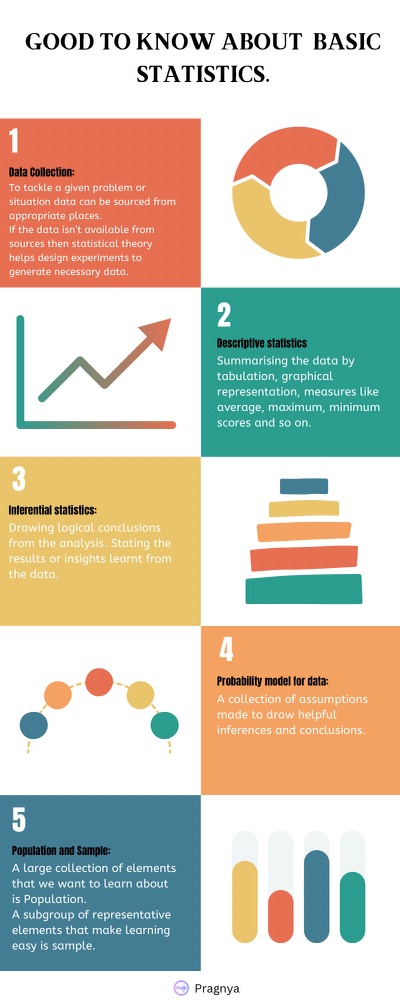 GOOD TO KNOW ABOUT BASIC
STATISTICS.
1
Data Collection:
To tackle a given problem or
situation data can be sourced from
appropriate places.
If the data isn't available from
sources then statistical theory
helps design experiments to
generate necessary data.
2
Descriptive statistics
Summarising the data by
tabulation, graphical
representation, measures like
average, maximum, minimum
scores and so on.
3
Inferential statistics:
Drawing logical conclusions
from the analysis. Stating the
results or insights learnt from
the data.
4
Probability model for data:
A collection of assumptions
made to draw helpful
inferences and conclusions.
5
Population and Sample:
A large collection of elements
that we want to learn about
is Population.
A subgroup of representative
elements that make learning
easy is sample.
Pragnya